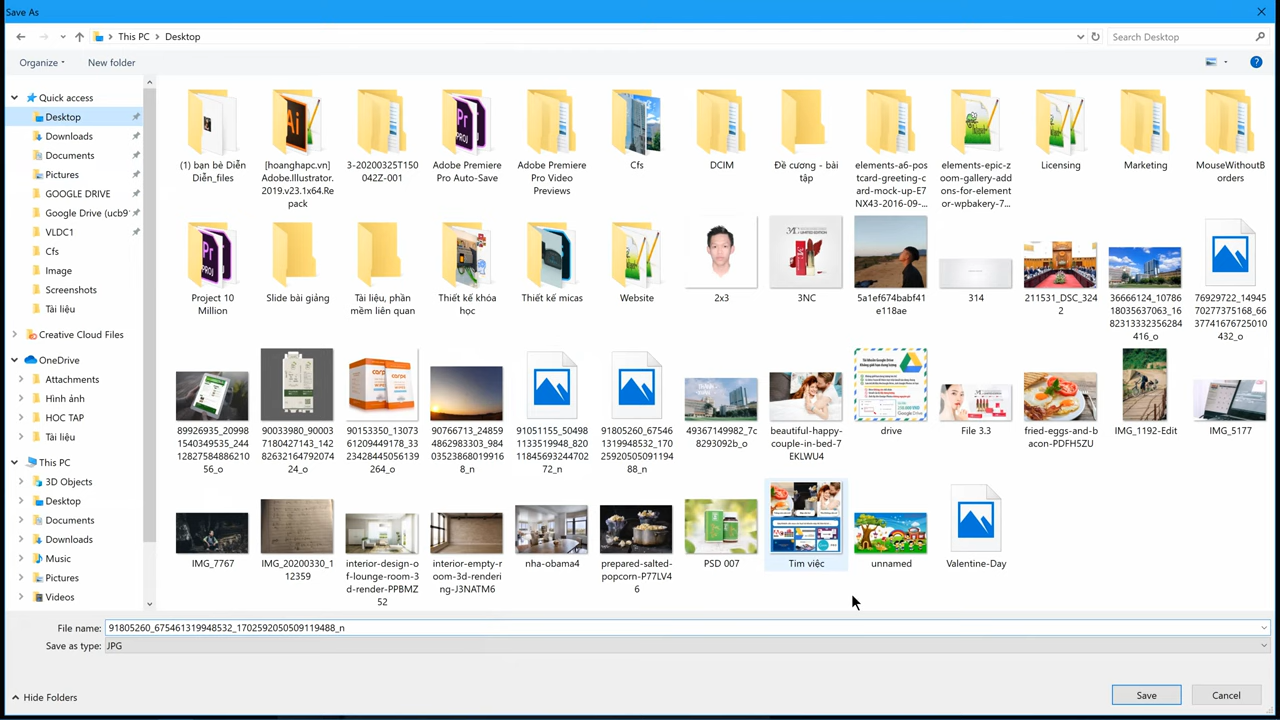 Save As
This PC > Desktop
Search Desktop
Organize
New folder
Quick access
Desktop
Downloads
Documents
Pictures
GOOGLE DRIVE
Google Drive (ucb9
VLDC1
Cfs
Image
Screenshots
Tài liệu
Creative Cloud Files
OneDrive
Attachments
Hình ảnh
HOC TAP
Tài liệu
This PC
3D Objects
Desktop
Documents
Downloads
Music
Pictures
Videos
(1) bạn bè Diễn
Diễn_files
[hoanghapc.vn]
Adobe.Illustrator.
2019.v23.1x64.Re
pack
3-20200325T150
042Z-001
Adobe Premiere
Pro Auto-Save
Adobe Premiere
Pro Video
Previews
Cfs
DCIM
Đề cương - bài
tập
elements-a6-pos
tcard-greeting-c
ard-mock-up-E7
NX43-2016-09-...
elements-epic-z
oom-gallery-add
ons-for-element
or-wpbakery-7...
Licensing
Marketing
MouseWithoutB
orders
Project 10
Million
Slide bài giảng
Tài liệu, phần
mềm liên quan
Thiết kế khóa
học
Thiết kế micas
Website
2x3
3NC
5a1ef674babf41
e118ae
314
211531_DSC_324
2
36666124_10786
18035637063_16
82313332356284
416_o
76929722_14945
70277375168_66
37741676725010
432_o
89926935_20998
15403495535_244
12827584886210
56_o
90033980_90003
7180427143_142
82632164792074
24_o
90153350_13073
61209449178_33
23428445056139
264_o
90766713_24859
4862983303_984
03523868019916
8_n
91051155_50498
1133519948_820
11845693244702
72_n
91805260_67546
1319948532_170
25920505091194
88_n
49367149982_7c
8293092b_o
beautiful-happy-
couple-in-bed-7
EKLWU4
drive
File 3.3
fried-eggs-and-b
acon-PDFH5ZU
IMG_1192-Edit
IMG_5177
IMG_7767
IMG_20200330_1
12359
interior-design-o
f-lounge-room-3
d-render-PPBMZ
52
interior-empty-r
oom-3d-renderi
ng-J3NATM6
nha-obama4
prepared-salted-
popcorn-P77LV4
6
PSD 007
Tìm việc
unnamed
Valentine-Day
File name: 91805260_675461319948532_1702592050509119488_n
Save as type: JPG
Hide Folders
Save
Cancel